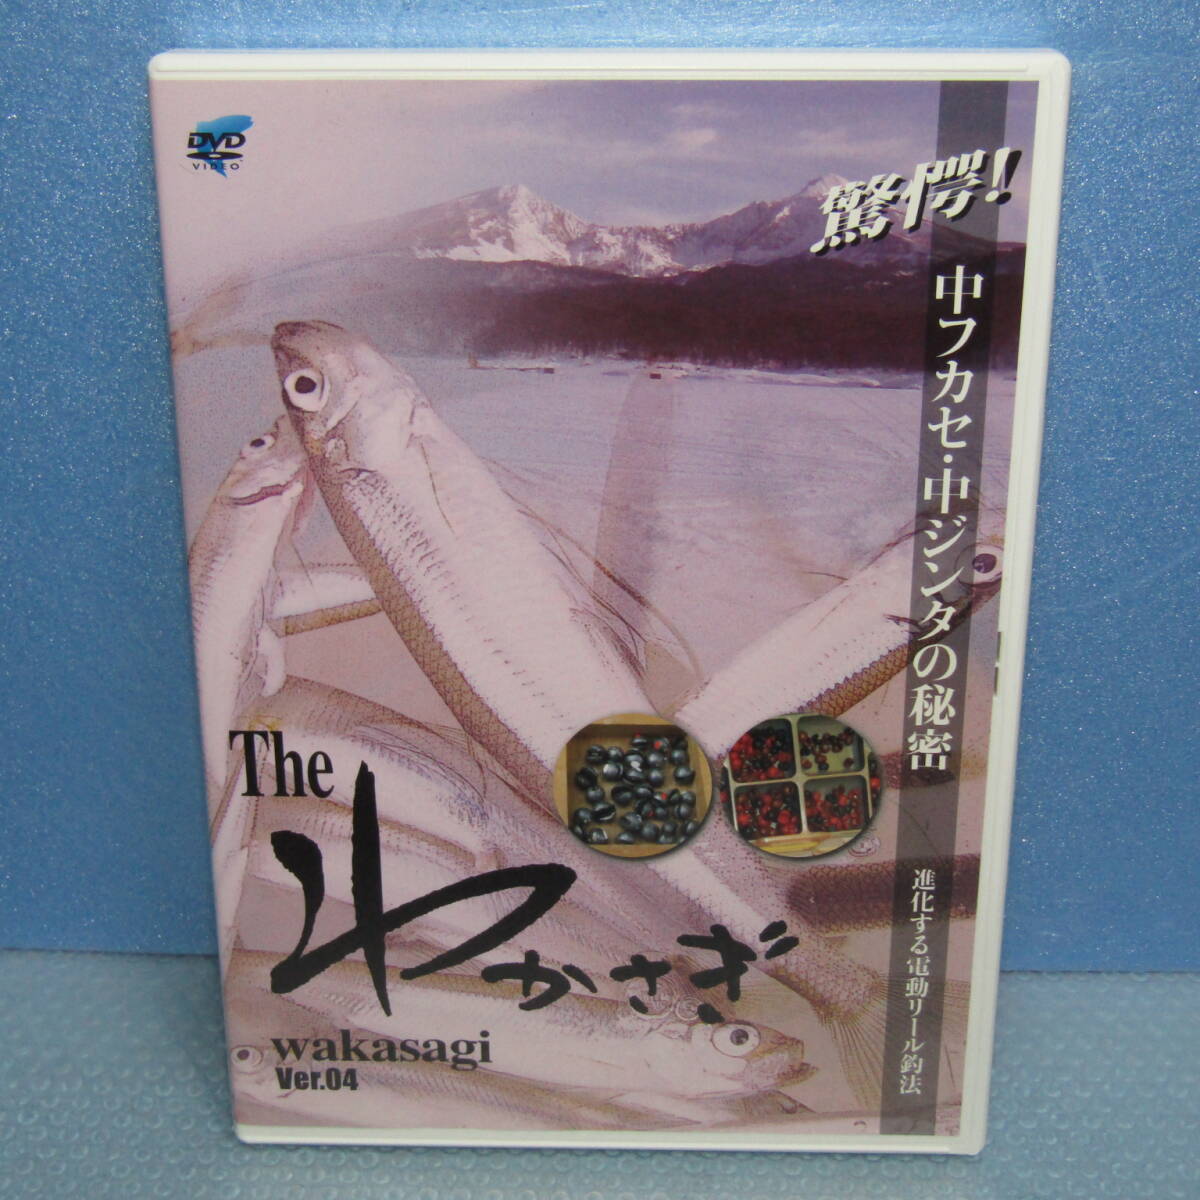 DVD
VIDEO
驚愕!
中フカセ・中ジンタの秘密
The
わかさぎ
wakasagi
Ver.04
進化する電動リール釣法